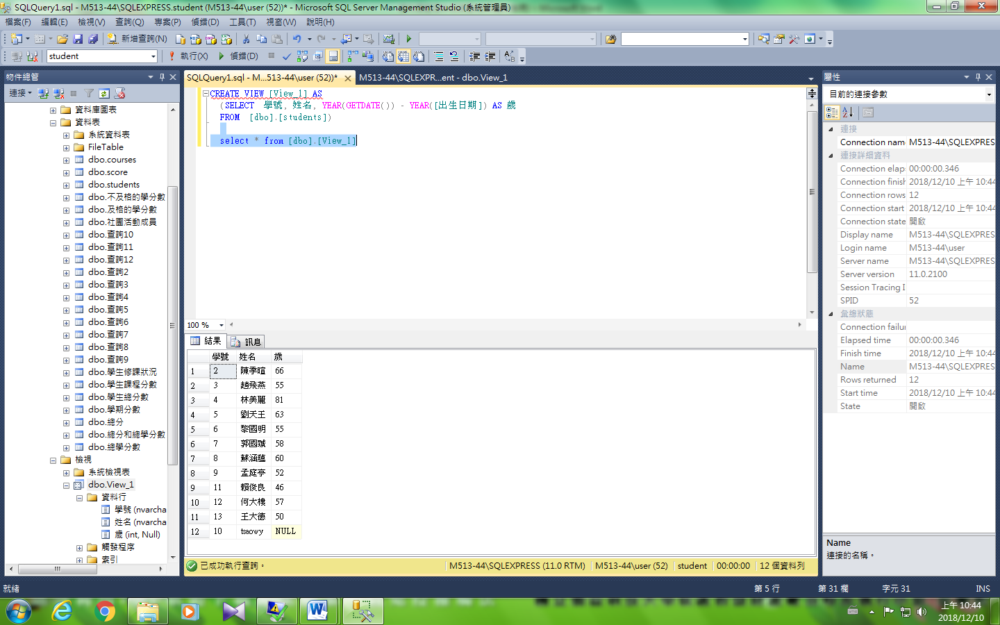 SQLQuery1.sql - M513-44\SQLEXPRESS.student (M513-44\user (52))* - Microsoft SQL Server Management Studio (系統管理員)
檔案(F) 編輯(E) 檢視(V) 查詢(Q) 專案(P) 偵錯(D) 工具(T) 視窗(W) 說明(H)
新增查詢(N)
student 執行(X) 偵錯(D)
物件總管
連接
資料庫圖表
資料表
系統資料表
FileTable
dbo.courses
dbo.score
dbo.students
dbo.不及格的學分數
dbo.及格的學分數
dbo.社團活動成員
dbo.查詢10
dbo.查詢11
dbo.查詢12
dbo.查詢2
dbo.查詢3
dbo.查詢4
dbo.查詢5
dbo.查詢6
dbo.查詢7
dbo.查詢8
dbo.查詢9
dbo.學生修課狀況
dbo.學生課程分數
dbo.學生總分數
dbo.學期分數
dbo.總分
dbo.總分和總學分數
dbo.總學分數
檢視
系統檢視表
dbo.View_1
資料行
學號 (nvarcha
姓名 (nvarcha
歲 (int, Null)
觸發程序
索引
SQLQuery1.sql - M...513-44\user (52))* M513-44\SQLEXPR...ent - dbo.View_1
CREATE VIEW [View_1] AS
(SELECT 學號, 姓名, YEAR(GETDATE()) - YEAR([出生日期]) AS 歲
FROM [dbo].[students])
select * from [dbo].[View_1]
100 %
結果 訊息
學號 姓名 歲
1 2 陳季暄 66
2 3 趙飛燕 55
3 4 林美麗 81
4 5 劉天王 63
5 6 黎國明 55
6 7 郭國臹 58
7 8 蘇涵蘊 60
8 9 孟庭亭 52
9 11 賴俊良 46
10 12 何大樓 57
11 13 王大德 50
12 10 tsaowy NULL
已成功執行查詢。 M513-44\SQLEXPRESS (11.0 RTM) M513-44\user (52) student 00:00:00 12 個資料列
屬性
目前的連接參數
連接
Connection nam M513-44\SQLEXPRESS
連接詳細資料
Connection elap 00:00:00.346
Connection finish 2018/12/10 上午 10:44
Connection rows 12
Connection start 2018/12/10 上午 10:44
Connection state 開啟
Display name M513-44\SQLEXPRESS
Login name M513-44\user
Server name M513-44\SQLEXPRESS
Server version 11.0.2100
Session Tracing I
SPID 52
彙總狀態
Connection failur
Elapsed time 00:00:00.346
Finish time 2018/12/10 上午 10:44
Name M513-44\SQLEXPRESS
Rows returned 12
Start time 2018/12/10 上午 10:44
State 開啟
Name
連接的名稱。
就緒 第 5 行 第 31 欄 字元 31 INS
上午 10:44
2018/12/10